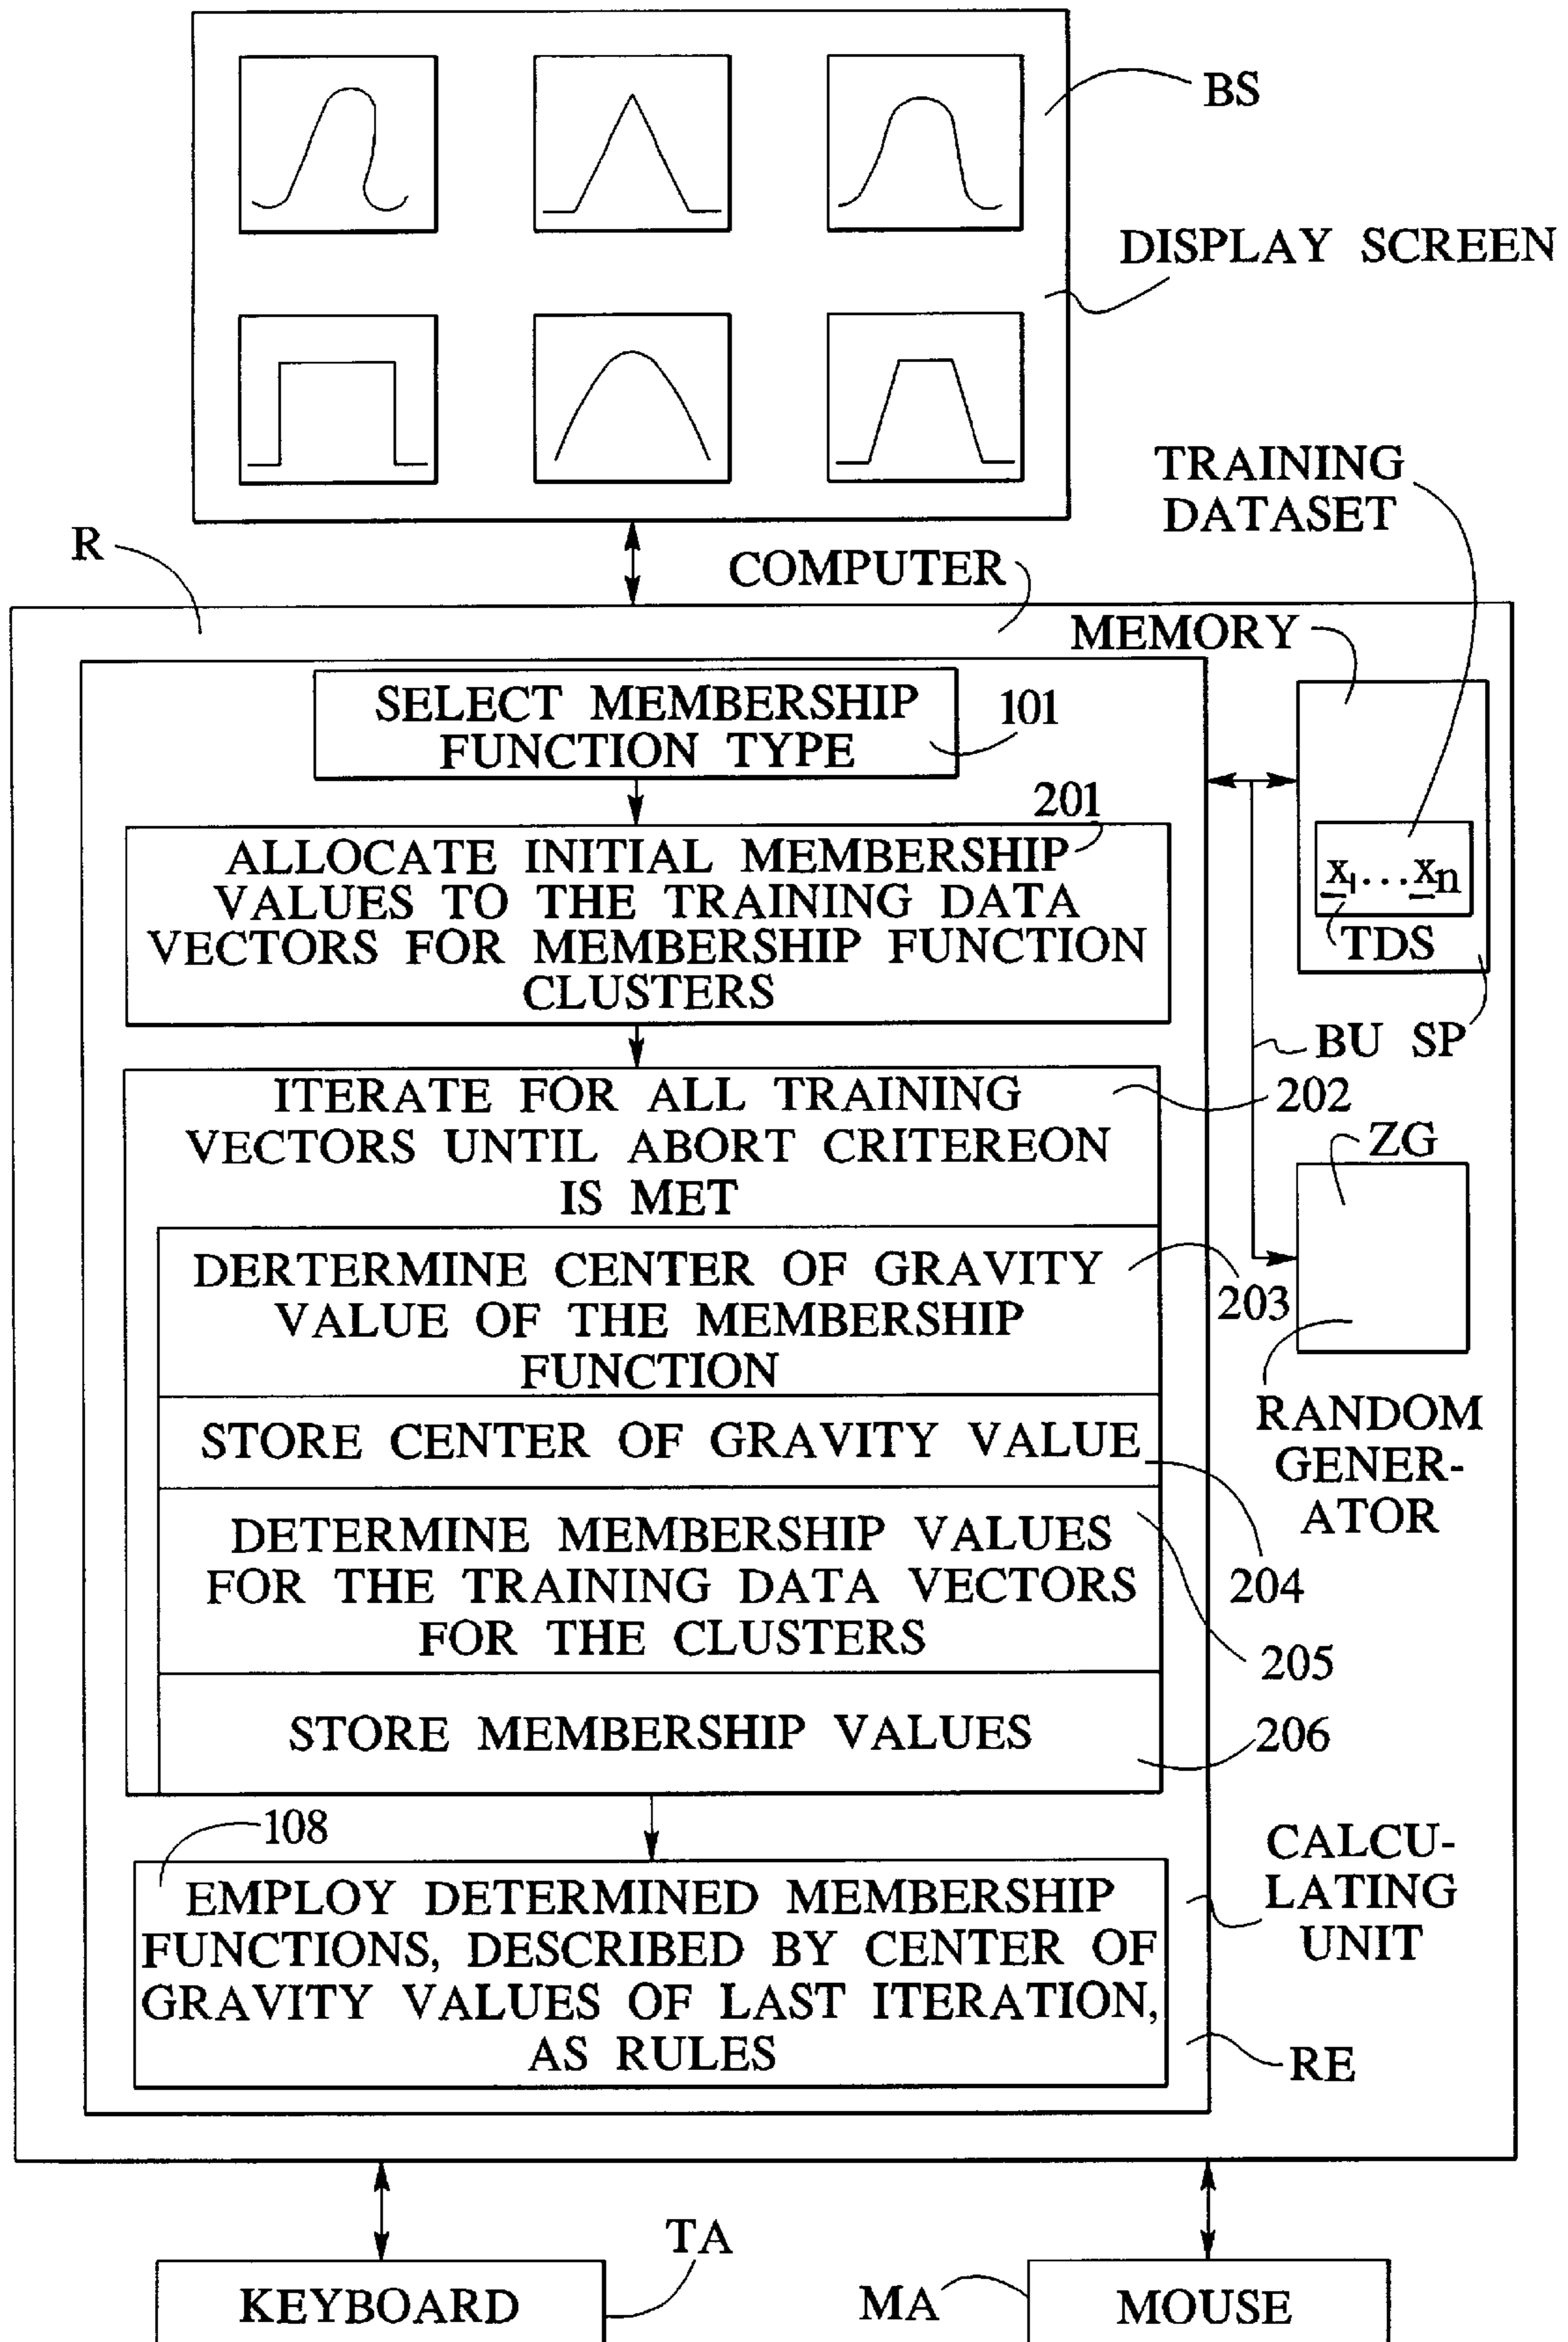 BS
DISPLAY SCREEN
TRAINING
DATASET
R
COMPUTER
MEMORY
SELECT MEMBERSHIP
FUNCTION TYPE
101
201
ALLOCATE INITIAL MEMBERSHIP
VALUES TO THE TRAINING DATA
VECTORS FOR MEMBERSHIP FUNCTION
CLUSTERS
x1...xn
TDS
BU SP
ITERATE FOR ALL TRAINING
VECTORS UNTIL ABORT CRITEREON
IS MET
202
ZG
DERTERMINE CENTER OF GRAVITY
VALUE OF THE MEMBERSHIP
FUNCTION
203
RANDOM
GENER-
ATOR
STORE CENTER OF GRAVITY VALUE
204
DETERMINE MEMBERSHIP VALUES
FOR THE TRAINING DATA VECTORS
FOR THE CLUSTERS
205
STORE MEMBERSHIP VALUES
206
108
CALCU-
LATING
UNIT
EMPLOY DETERMINED MEMBERSHIP
FUNCTIONS, DESCRIBED BY CENTER OF
GRAVITY VALUES OF LAST ITERATION,
AS RULES
RE
TA
KEYBOARD
MA
MOUSE